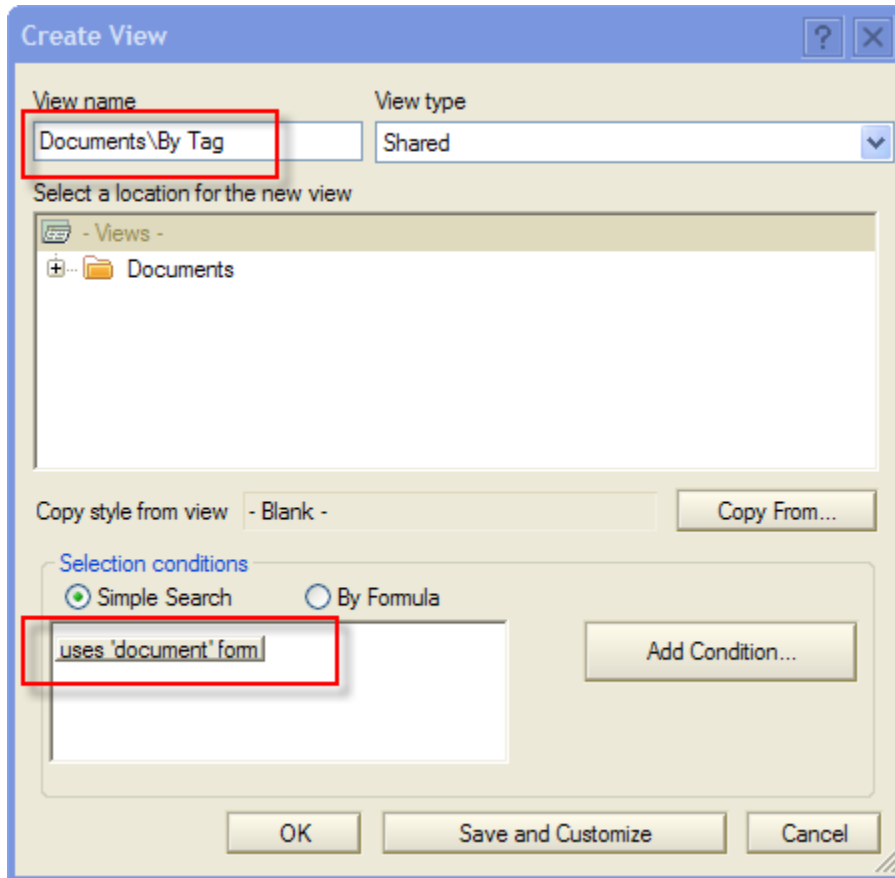 Create View
View name View type
Documents\By Tag Shared
Select a location for the new view
- Views -
Documents
Copy style from view - Blank - Copy From...
Selection conditions
Simple Search By Formula
uses 'document' form Add Condition...
OK Save and Customize Cancel